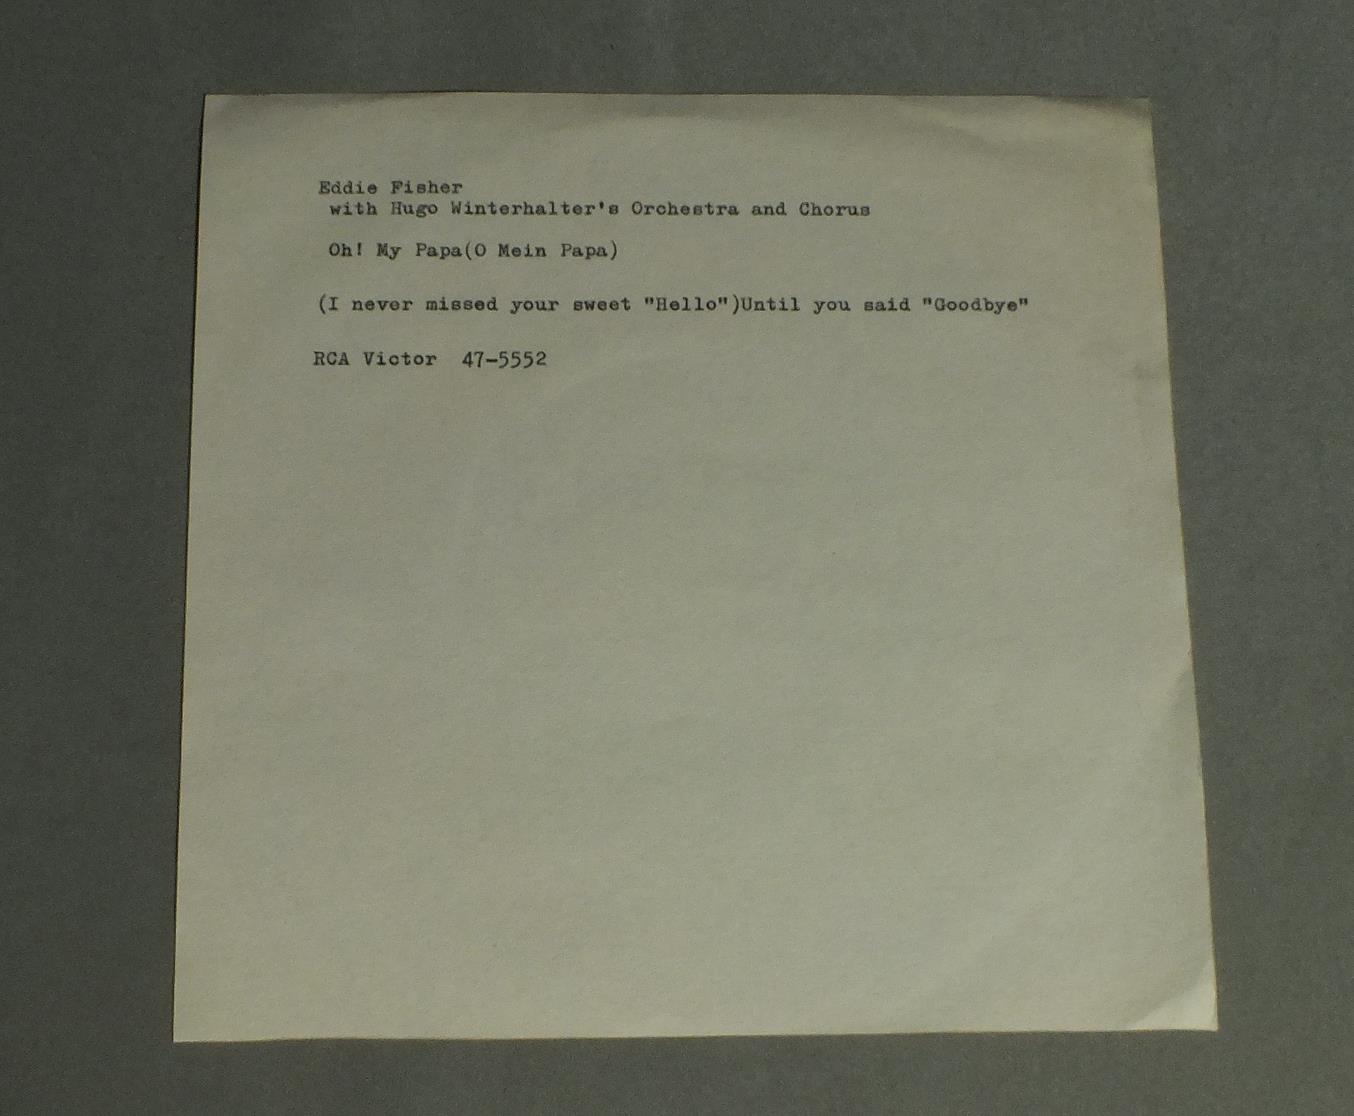 Eddie Fisher
with Hugo Winterhalter's Orchestra and Chorus
Oh! My Papa(O Mein Papa)
(I never missed your sweet "Hello")Until you said "Goodbye"
RCA Victor 47-5552